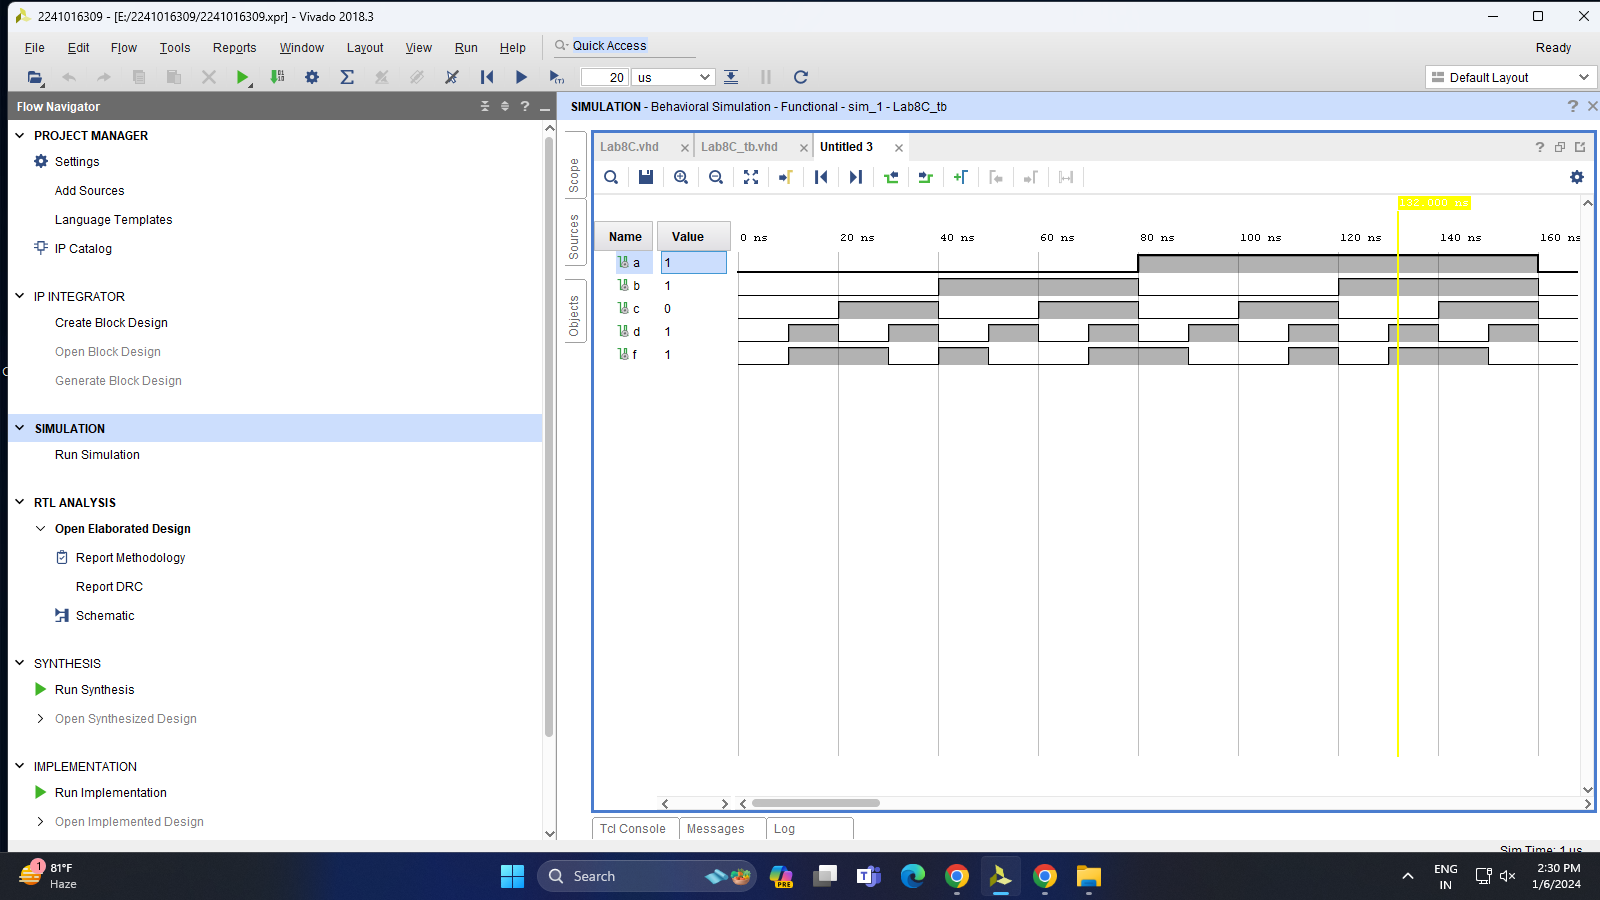 2241016309 - [E:/2241016309/2241016309.xpr] - Vivado 2018.3
File Edit Flow Tools Reports Window Layout View Run Help Quick Access Ready
20 us Default Layout
Flow Navigator
PROJECT MANAGER
Settings
Add Sources
Language Templates
IP Catalog
IP INTEGRATOR
Create Block Design
Open Block Design
Generate Block Design
SIMULATION
Run Simulation
RTL ANALYSIS
Open Elaborated Design
Report Methodology
Report DRC
Schematic
SYNTHESIS
Run Synthesis
Open Synthesized Design
IMPLEMENTATION
Run Implementation
Open Implemented Design
SIMULATION - Behavioral Simulation - Functional - sim_1 - Lab8C_tb
Scope
Sources
Objects
Lab8C.vhd Lab8C_tb.vhd Untitled 3
Name Value 0 ns 20 ns 40 ns 60 ns 80 ns 100 ns 120 ns 140 ns 160 ns
a 1
b 1
c 0
d 1
f 1
Tcl Console Messages Log
Sim Time: 1 us
1
81°F
Haze
Search
PRE
ENG
IN
2:30 PM
1/6/2024